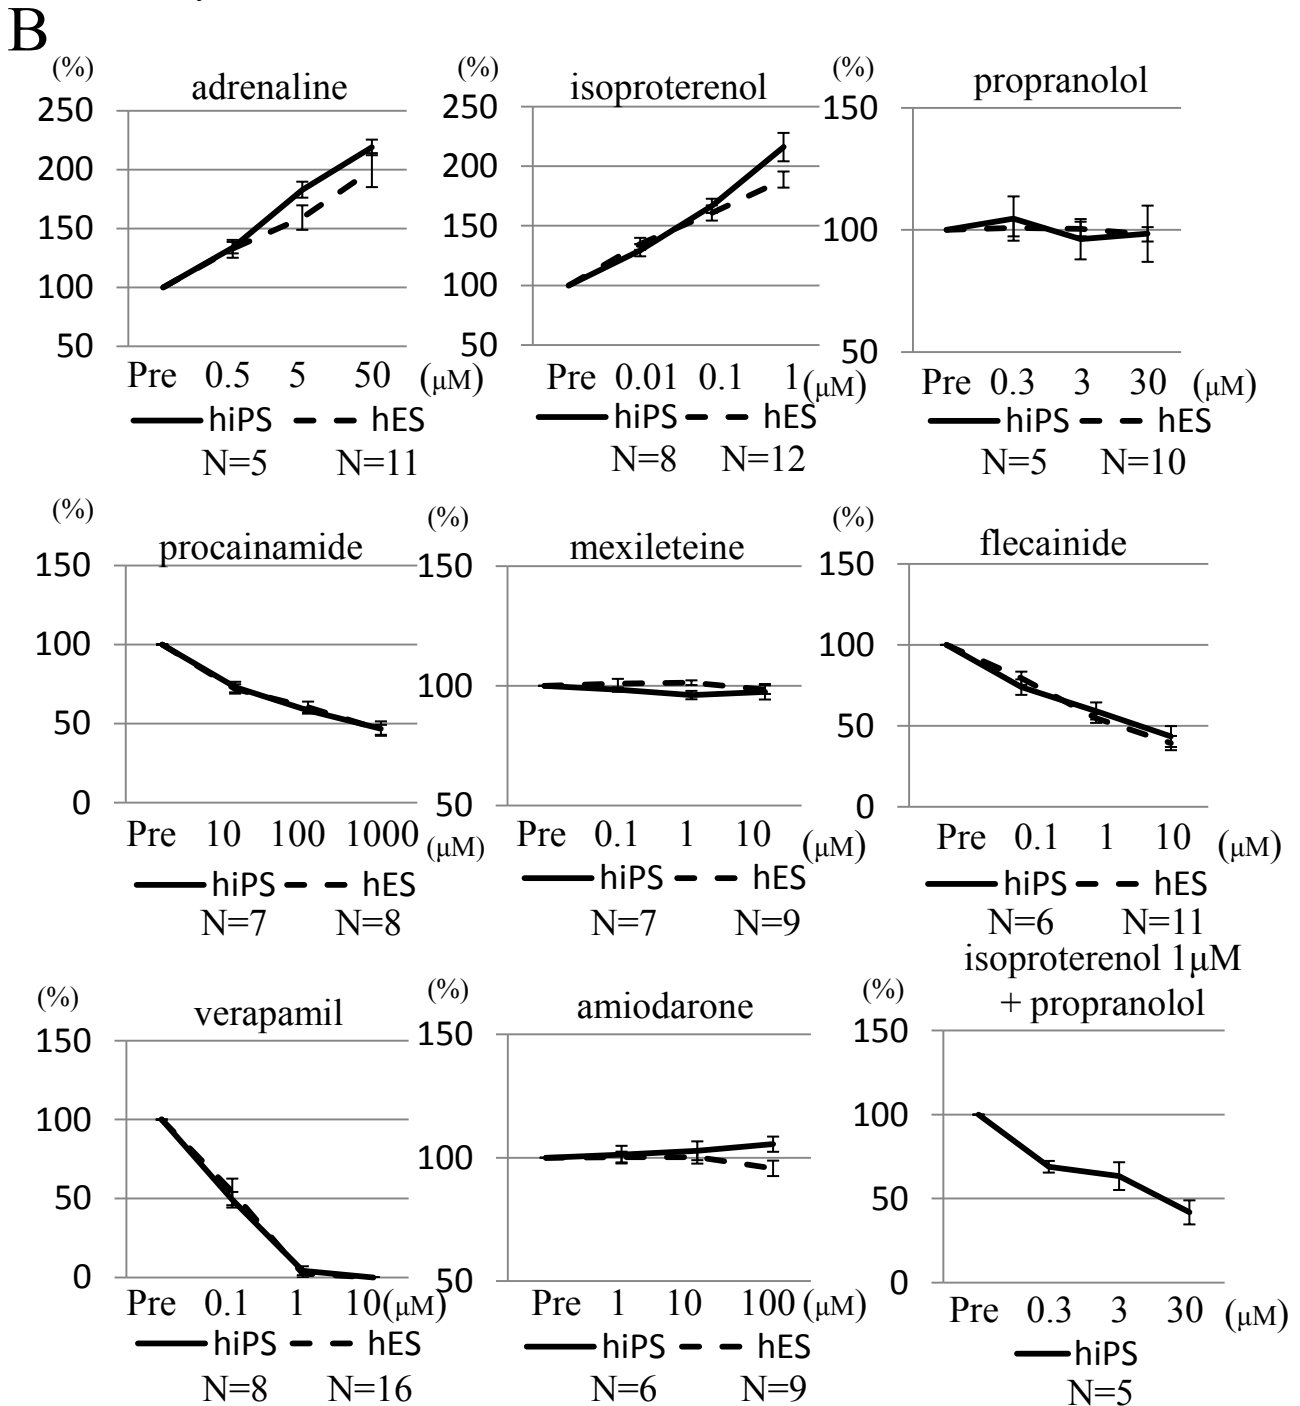 B
(%)
adrenaline
250
200
150
100
50
Pre 0.5 5 50 (μM)
hiPS hES
N=5 N=11
(%)
isoproterenol
250
200
150
100
50
Pre 0.01 0.1 1 (μM)
hiPS hES
N=8 N=12
(%)
propranolol
150
100
50
Pre 0.3 3 30 (μM)
hiPS hES
N=5 N=10
(%)
procainamide
150
100
50
0
Pre 10 100 1000 (μM)
hiPS hES
N=7 N=8
(%)
mexileteine
150
100
50
Pre 0.1 1 10 (μM)
hiPS hES
N=7 N=9
(%)
flecainide
150
100
50
0
Pre 0.1 1 10 (μM)
hiPS hES
N=6 N=11
(%)
verapamil
150
100
50
0
Pre 0.1 1 10 (μM)
hiPS hES
N=8 N=16
(%)
amiodarone
150
100
50
Pre 1 10 100 (μM)
hiPS hES
N=6 N=9
isoproterenol 1μM
+ propranolol
(%)
150
100
50
0
Pre 0.3 3 30 (μM)
hiPS
N=5